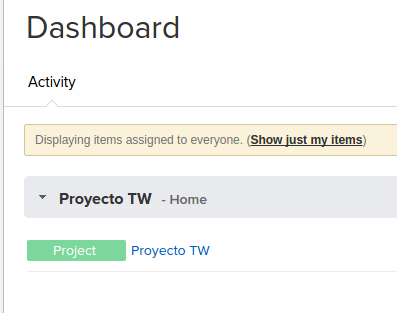 Dashboard
Activity
Displaying items assigned to everyone. (Show just my items)
Proyecto TW - Home
Project Proyecto TW